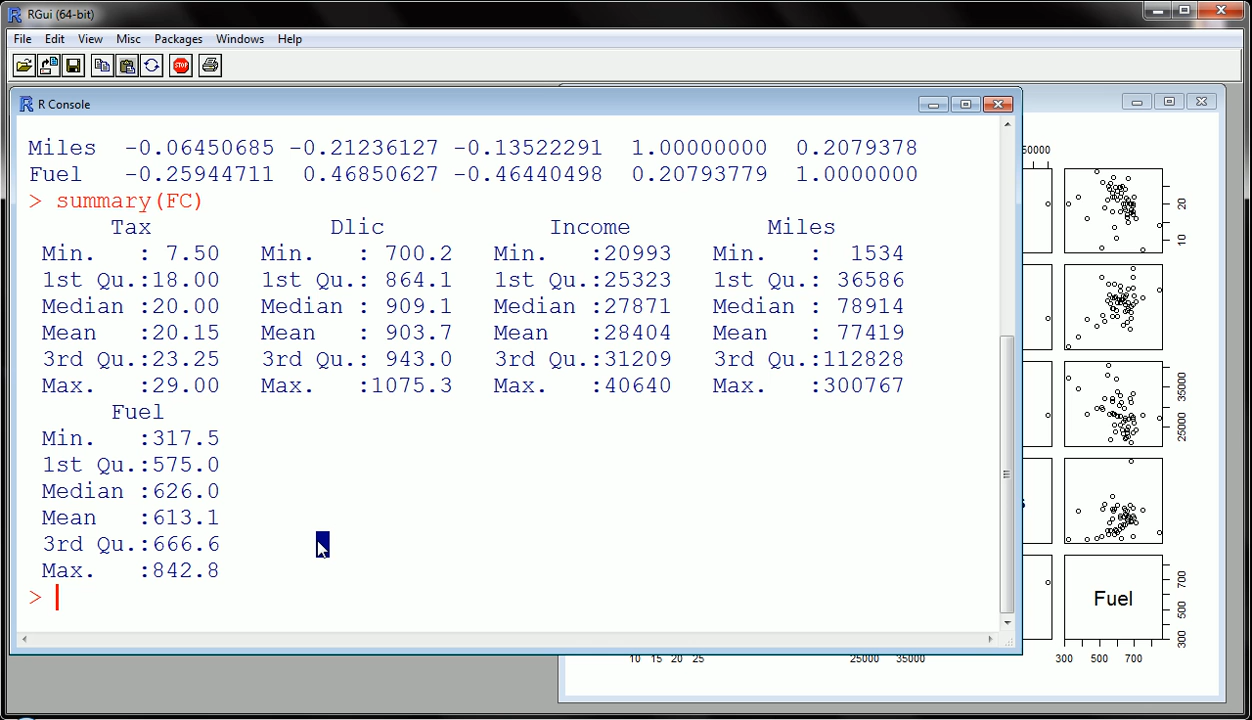 RGui (64-bit)
File Edit View Misc Packages Windows Help
STOP
R Console
Miles -0.06450685 -0.21236127 -0.13522291 1.00000000 0.2079378
Fuel -0.25944711 0.46850627 -0.46440498 0.20793779 1.0000000
> summary(FC)
Tax Dlic Income Miles
Min. : 7.50 Min. : 700.2 Min. :20993 Min. : 1534
1st Qu.:18.00 1st Qu.: 864.1 1st Qu.:25323 1st Qu.: 36586
Median :20.00 Median : 909.1 Median :27871 Median : 78914
Mean :20.15 Mean : 903.7 Mean :28404 Mean : 77419
3rd Qu.:23.25 3rd Qu.: 943.0 3rd Qu.:31209 3rd Qu.:112828
Max. :29.00 Max. :1075.3 Max. :40640 Max. :300767
Fuel
Min. :317.5
1st Qu.:575.0
Median :626.0
Mean :613.1
3rd Qu.:666.6
Max. :842.8
>
20
10
35000
25000
Fuel
700
500
300
10 15 20 25 25000 35000 300 500 700